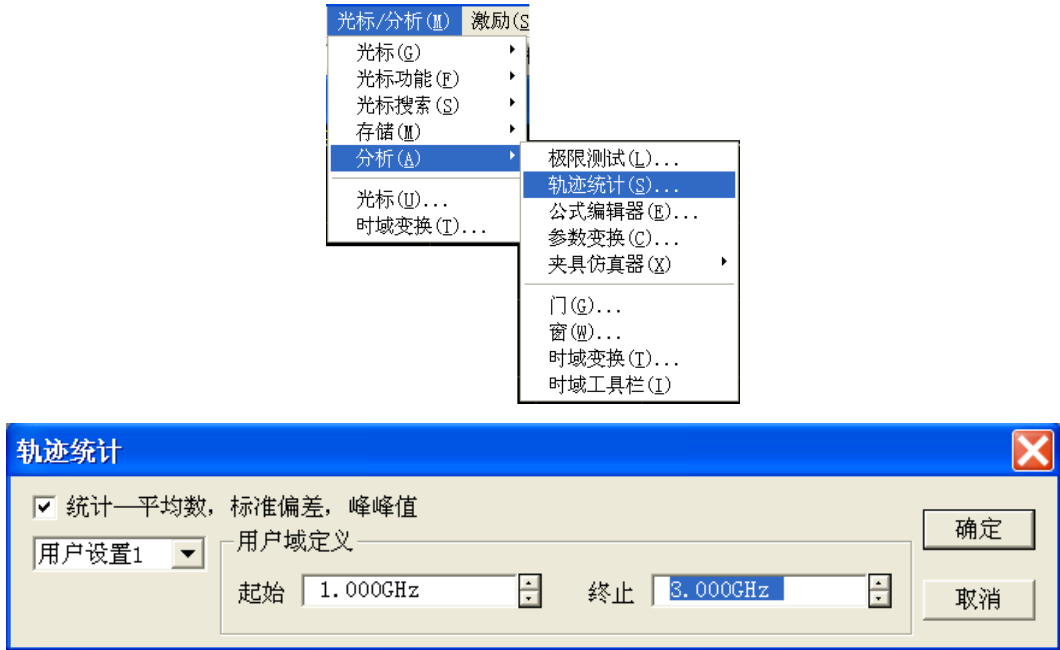 光标/分析(M) 激励(S
光标(G)
光标功能(F)
光标搜索(S)
存储(M)
分析(A)
光标(U)...
时域变换(T)...
极限测试(L)...
轨迹统计(S)...
公式编辑器(E)...
参数变换(C)...
夹具仿真器(X)
门(G)...
窗(W)...
时域变换(T)...
时域工具栏(I)
轨迹统计
统计—平均数，标准偏差，峰峰值
用户设置1
用户域定义
起始 1.000GHz 终止 3.000GHz
确定
取消